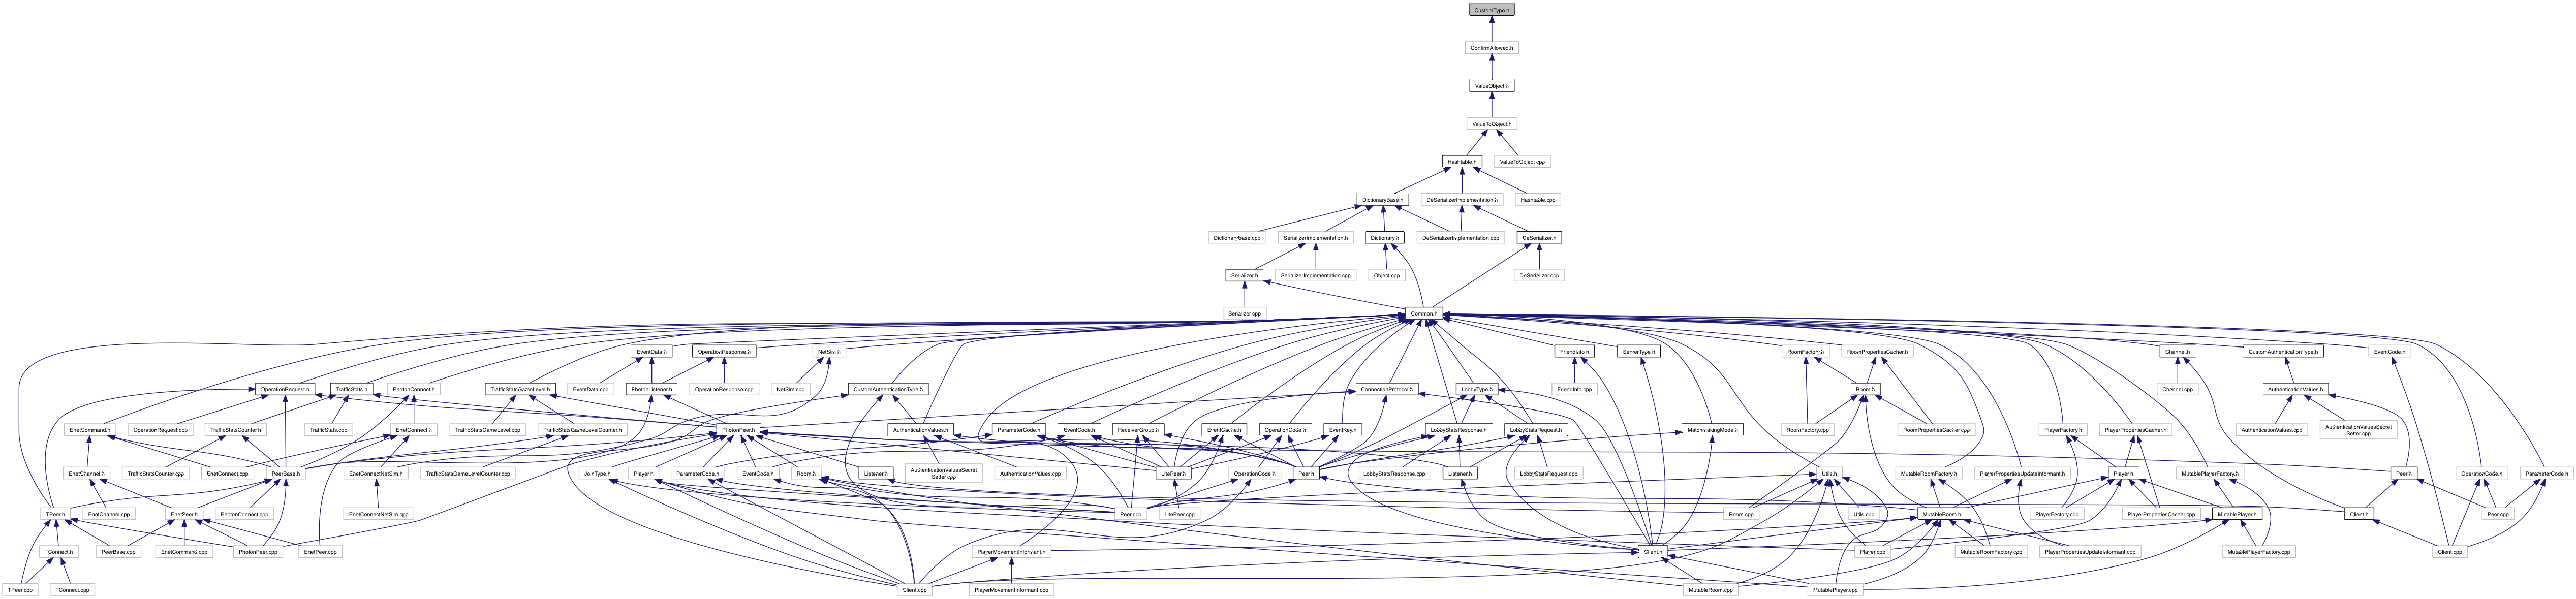 CustomType.h
ConfirmAllowed.h
ValueObject.h
ValueToObject.h
Hashtable.h
ValueToObject.cpp
DictionaryBase.h
DeSerializerImplementation.h
Hashtable.cpp
DictionaryBase.cpp
SerializerImplementation.h
Dictionary.h
DeSerializerImplementation.cpp
DeSerializer.h
Serializer.h
SerializerImplementation.cpp
Object.cpp
DeSerializer.cpp
Serializer.cpp
Common.h
EventData.h
OperationResponse.h
NetSim.h
FriendInfo.h
ServerType.h
RoomFactory.h
RoomPropertiesCacher.h
Channel.h
CustomAuthenticationType.h
EventCode.h
OperationRequest.h
TrafficStats.h
PhotonConnect.h
TrafficStatsGameLevel.h
EventData.cpp
PhotonListener.h
OperationResponse.cpp
NetSim.cpp
CustomAuthenticationType.h
ConnectionProtocol.h
LobbyType.h
FriendInfo.cpp
Room.h
Channel.cpp
AuthenticationValues.h
EnetCommand.h
OperationRequest.cpp
TrafficStatsCounter.h
TrafficStats.cpp
EnetConnect.h
TrafficStatsGameLevel.cpp
TrafficStatsGameLevelCounter.h
PhotonPeer.h
AuthenticationValues.h
ParameterCode.h
EventCode.h
ReceiverGroup.h
EventCache.h
OperationCode.h
EventKey.h
LobbyStatsResponse.h
LobbyStatsRequest.h
MatchmakingMode.h
RoomFactory.cpp
RoomPropertiesCacher.cpp
PlayerFactory.h
PlayerPropertiesCacher.h
AuthenticationValues.cpp
AuthenticationValuesSecret
Setter.cpp
EnetChannel.h
TrafficStatsCounter.cpp
EnetConnect.cpp
PeerBase.h
EnetConnectNetSim.h
TrafficStatsGameLevelCounter.cpp
JoinType.h
Player.h
ParameterCode.h
EventCode.h
Room.h
Listener.h
AuthenticationValuesSecret
Setter.cpp
AuthenticationValues.cpp
LitePeer.h
OperationCode.h
Peer.h
LobbyStatsResponse.cpp
Listener.h
LobbyStatsRequest.cpp
Utils.h
MutableRoomFactory.h
PlayerPropertiesUpdateInformant.h
Player.h
MutablePlayerFactory.h
Peer.h
OperationCode.h
ParameterCode.h
TPeer.h
EnetChannel.cpp
EnetPeer.h
PhotonConnect.cpp
EnetConnectNetSim.cpp
Peer.cpp
LitePeer.cpp
Room.cpp
Utils.cpp
MutableRoom.h
PlayerFactory.cpp
PlayerPropertiesCacher.cpp
MutablePlayer.h
Client.h
Peer.cpp
TConnect.h
PeerBase.cpp
EnetCommand.cpp
PhotonPeer.cpp
EnetPeer.cpp
PlayerMovementInformant.h
Client.h
Player.cpp
MutableRoomFactory.cpp
PlayerPropertiesUpdateInformant.cpp
MutablePlayerFactory.cpp
Client.cpp
TPeer.cpp
TConnect.cpp
Client.cpp
PlayerMovementInformant.cpp
MutableRoom.cpp
MutablePlayer.cpp